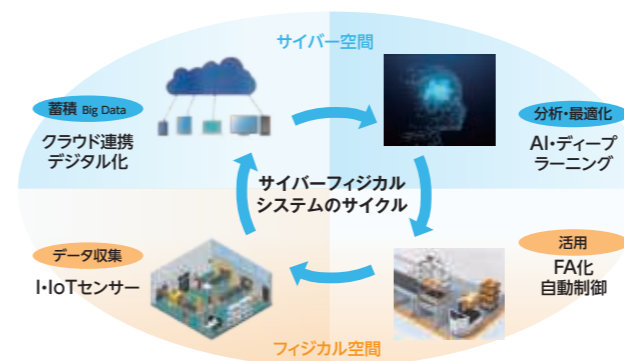 サイバー空間
蓄積 Big Data
クラウド連携
デジタル化
分析・最適化
AI・ディープ
ラーニング
サイバーフィジカル
システムのサイクル
データ収集
I・IoTセンサー
活用
FA化
自動制御
フィジカル空間